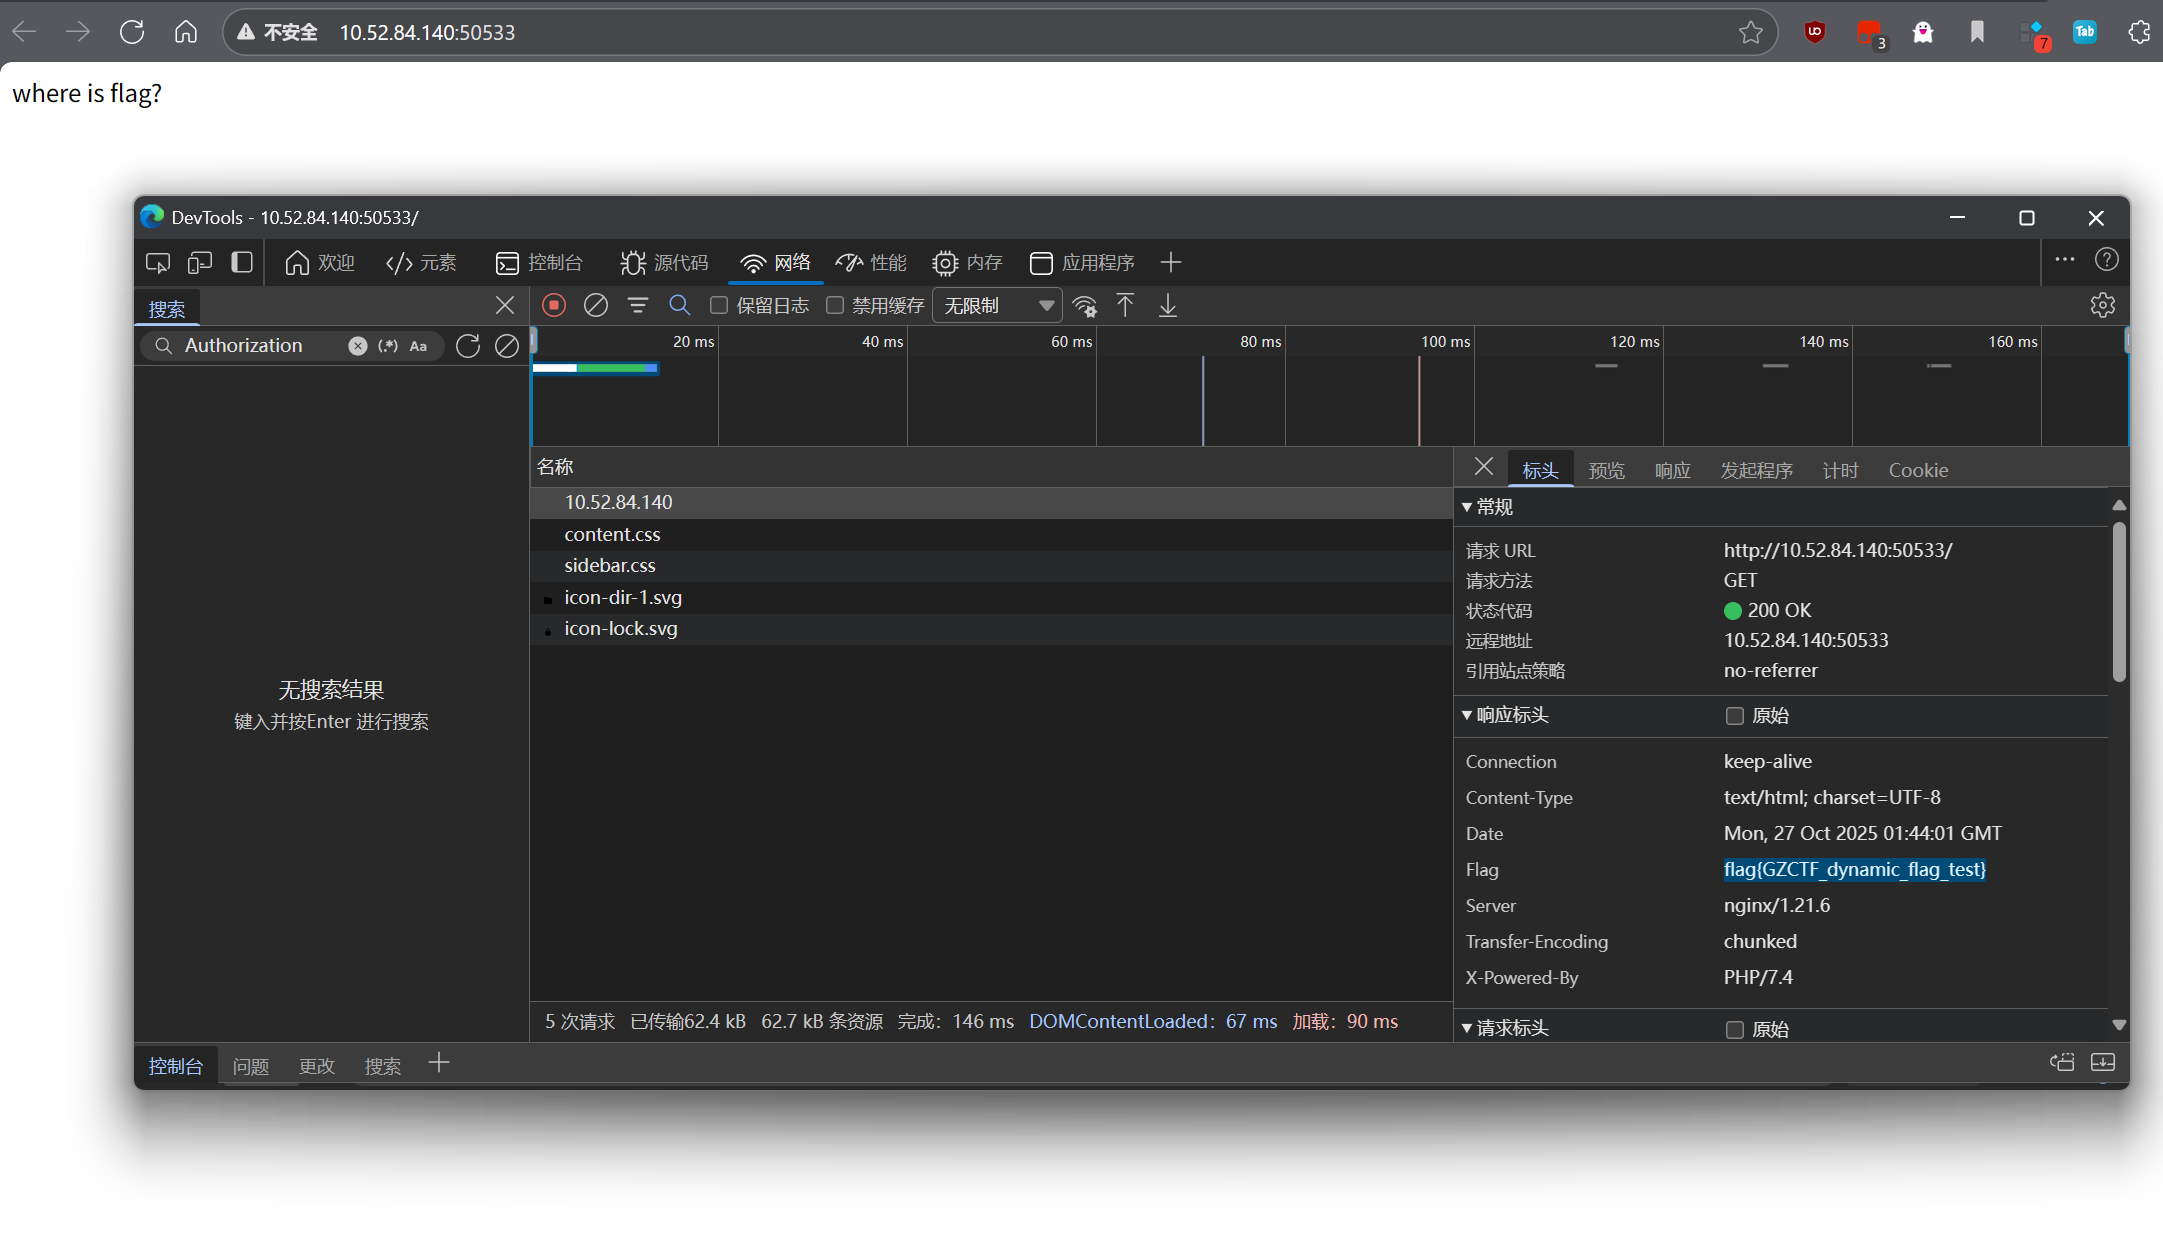 不安全 10.52.84.140:50533
3
7
Tab
where is flag?
DevTools - 10.52.84.140:50533/
欢迎 元素 控制台 源代码 网络 性能 内存 应用程序
搜索
保留日志 禁用缓存 无限制
Authorization (.*) Aa
20 ms 40 ms 60 ms 80 ms 100 ms 120 ms 140 ms 160 ms
名称
10.52.84.140
content.css
sidebar.css
icon-dir-1.svg
icon-lock.svg
无搜索结果
键入并按Enter 进行搜索
标头 预览 响应 发起程序 计时 Cookie
常规
请求 URL http://10.52.84.140:50533/
请求方法 GET
状态代码 200 OK
远程地址 10.52.84.140:50533
引用站点策略 no-referrer
响应标头 原始
Connection keep-alive
Content-Type text/html; charset=UTF-8
Date Mon, 27 Oct 2025 01:44:01 GMT
Flag flag{GZCTF_dynamic_flag_test}
Server nginx/1.21.6
Transfer-Encoding chunked
X-Powered-By PHP/7.4
请求标头 原始
5 次请求 已传输62.4 kB 62.7 kB 条资源 完成：146 ms DOMContentLoaded：67 ms 加载：90 ms
控制台 问题 更改 搜索